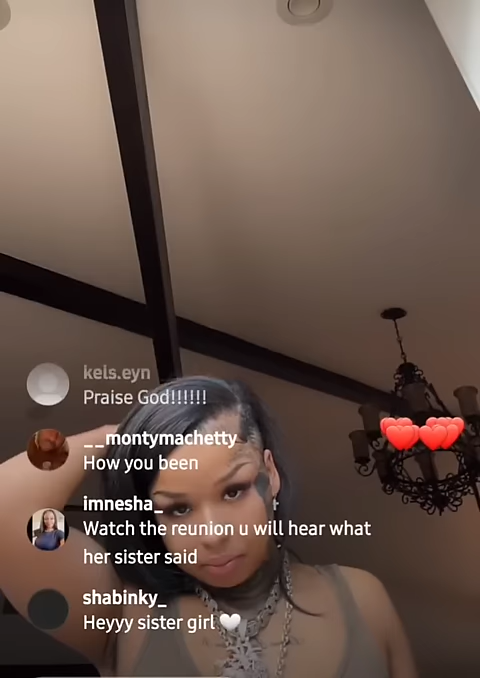 kels.eyn
Praise God!!!!!!
__montymachetty
How you been
imnesha_
Watch the reunion u will hear what
her sister said
shabinky_
Heyyy sister girl 🤍